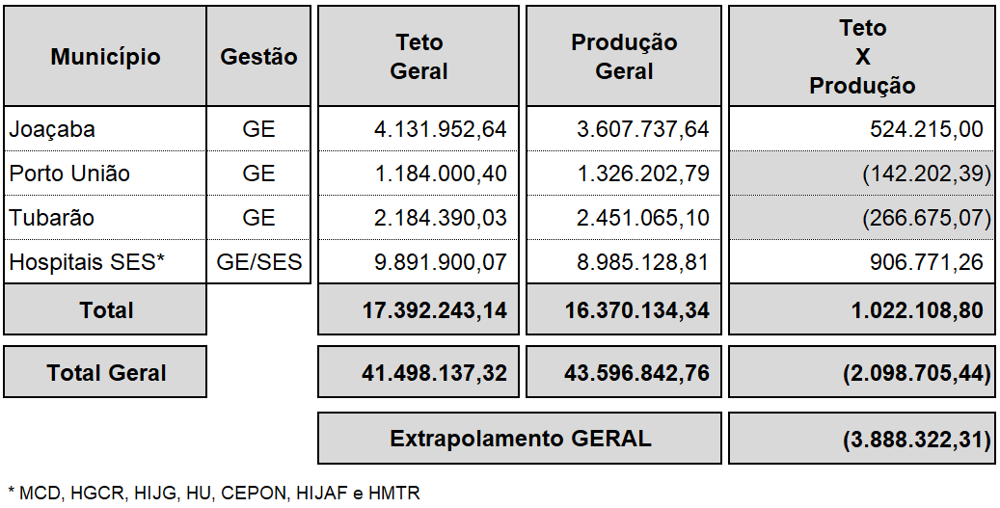 Município Gestão Teto Geral Produção Geral Teto X Produção
Joaçaba GE 4.131.952,64 3.607.737,64 524.215,00
Porto União GE 1.184.000,40 1.326.202,79 (142.202,39)
Tubarão GE 2.184.390,03 2.451.065,10 (266.675,07)
Hospitais SES* GE/SES 9.891.900,07 8.985.128,81 906.771,26
Total 17.392.243,14 16.370.134,34 1.022.108,80
Total Geral 41.498.137,32 43.596.842,76 (2.098.705,44)
Extrapolamento GERAL (3.888.322,31)
* MCD, HGCR, HIJG, HU, CEPON, HIJAF e HMTR